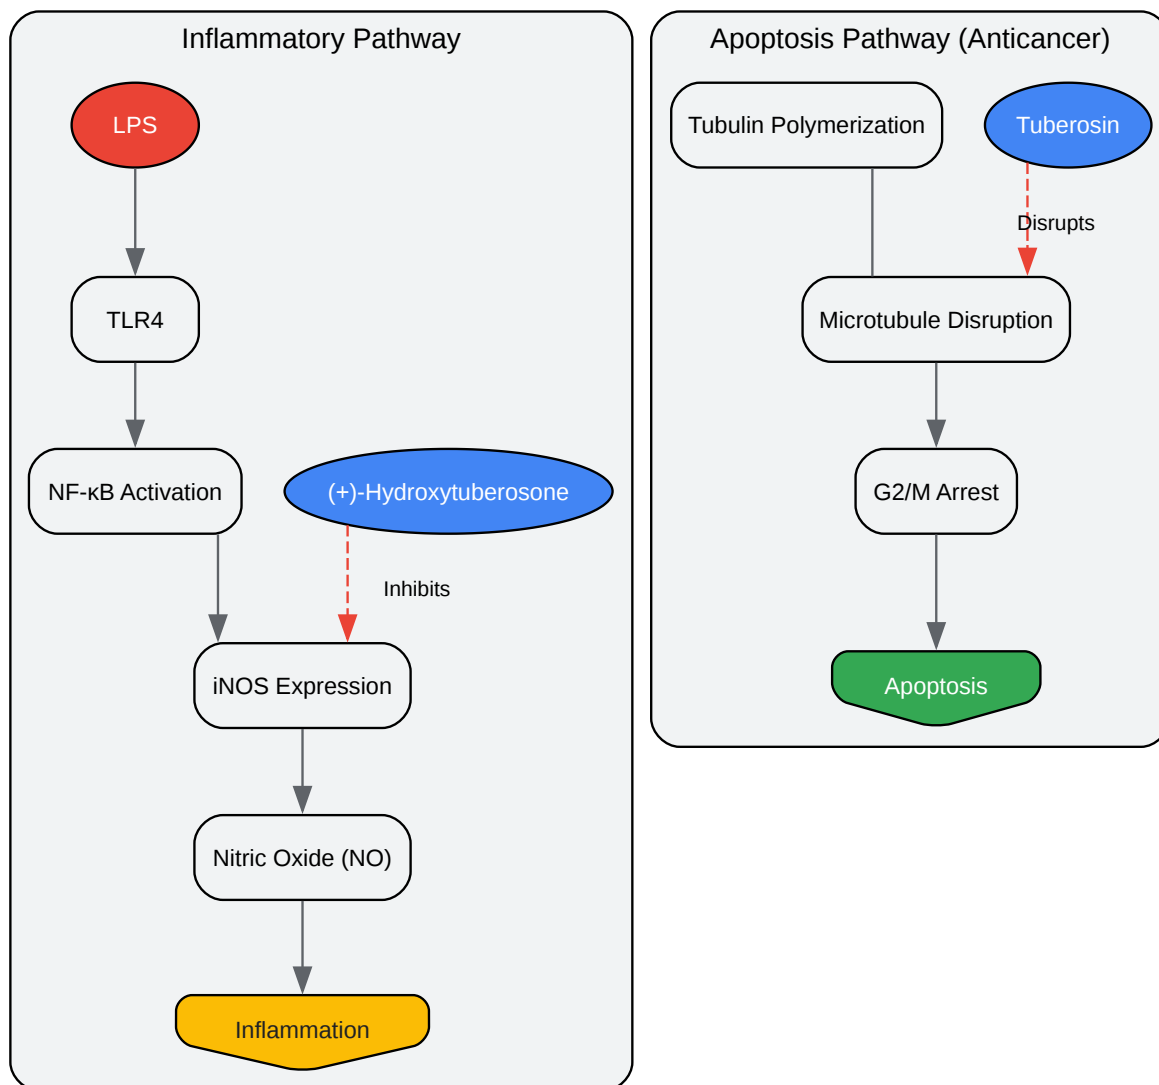 Inflammatory Pathway
LPS
TLR4
NF-κB Activation
(+)-Hydroxytuberosone
Inhibits
iNOS Expression
Nitric Oxide (NO)
Inflammation
Apoptosis Pathway (Anticancer)
Tubulin Polymerization
Tuberosin
Disrupts
Microtubule Disruption
G2/M Arrest
Apoptosis